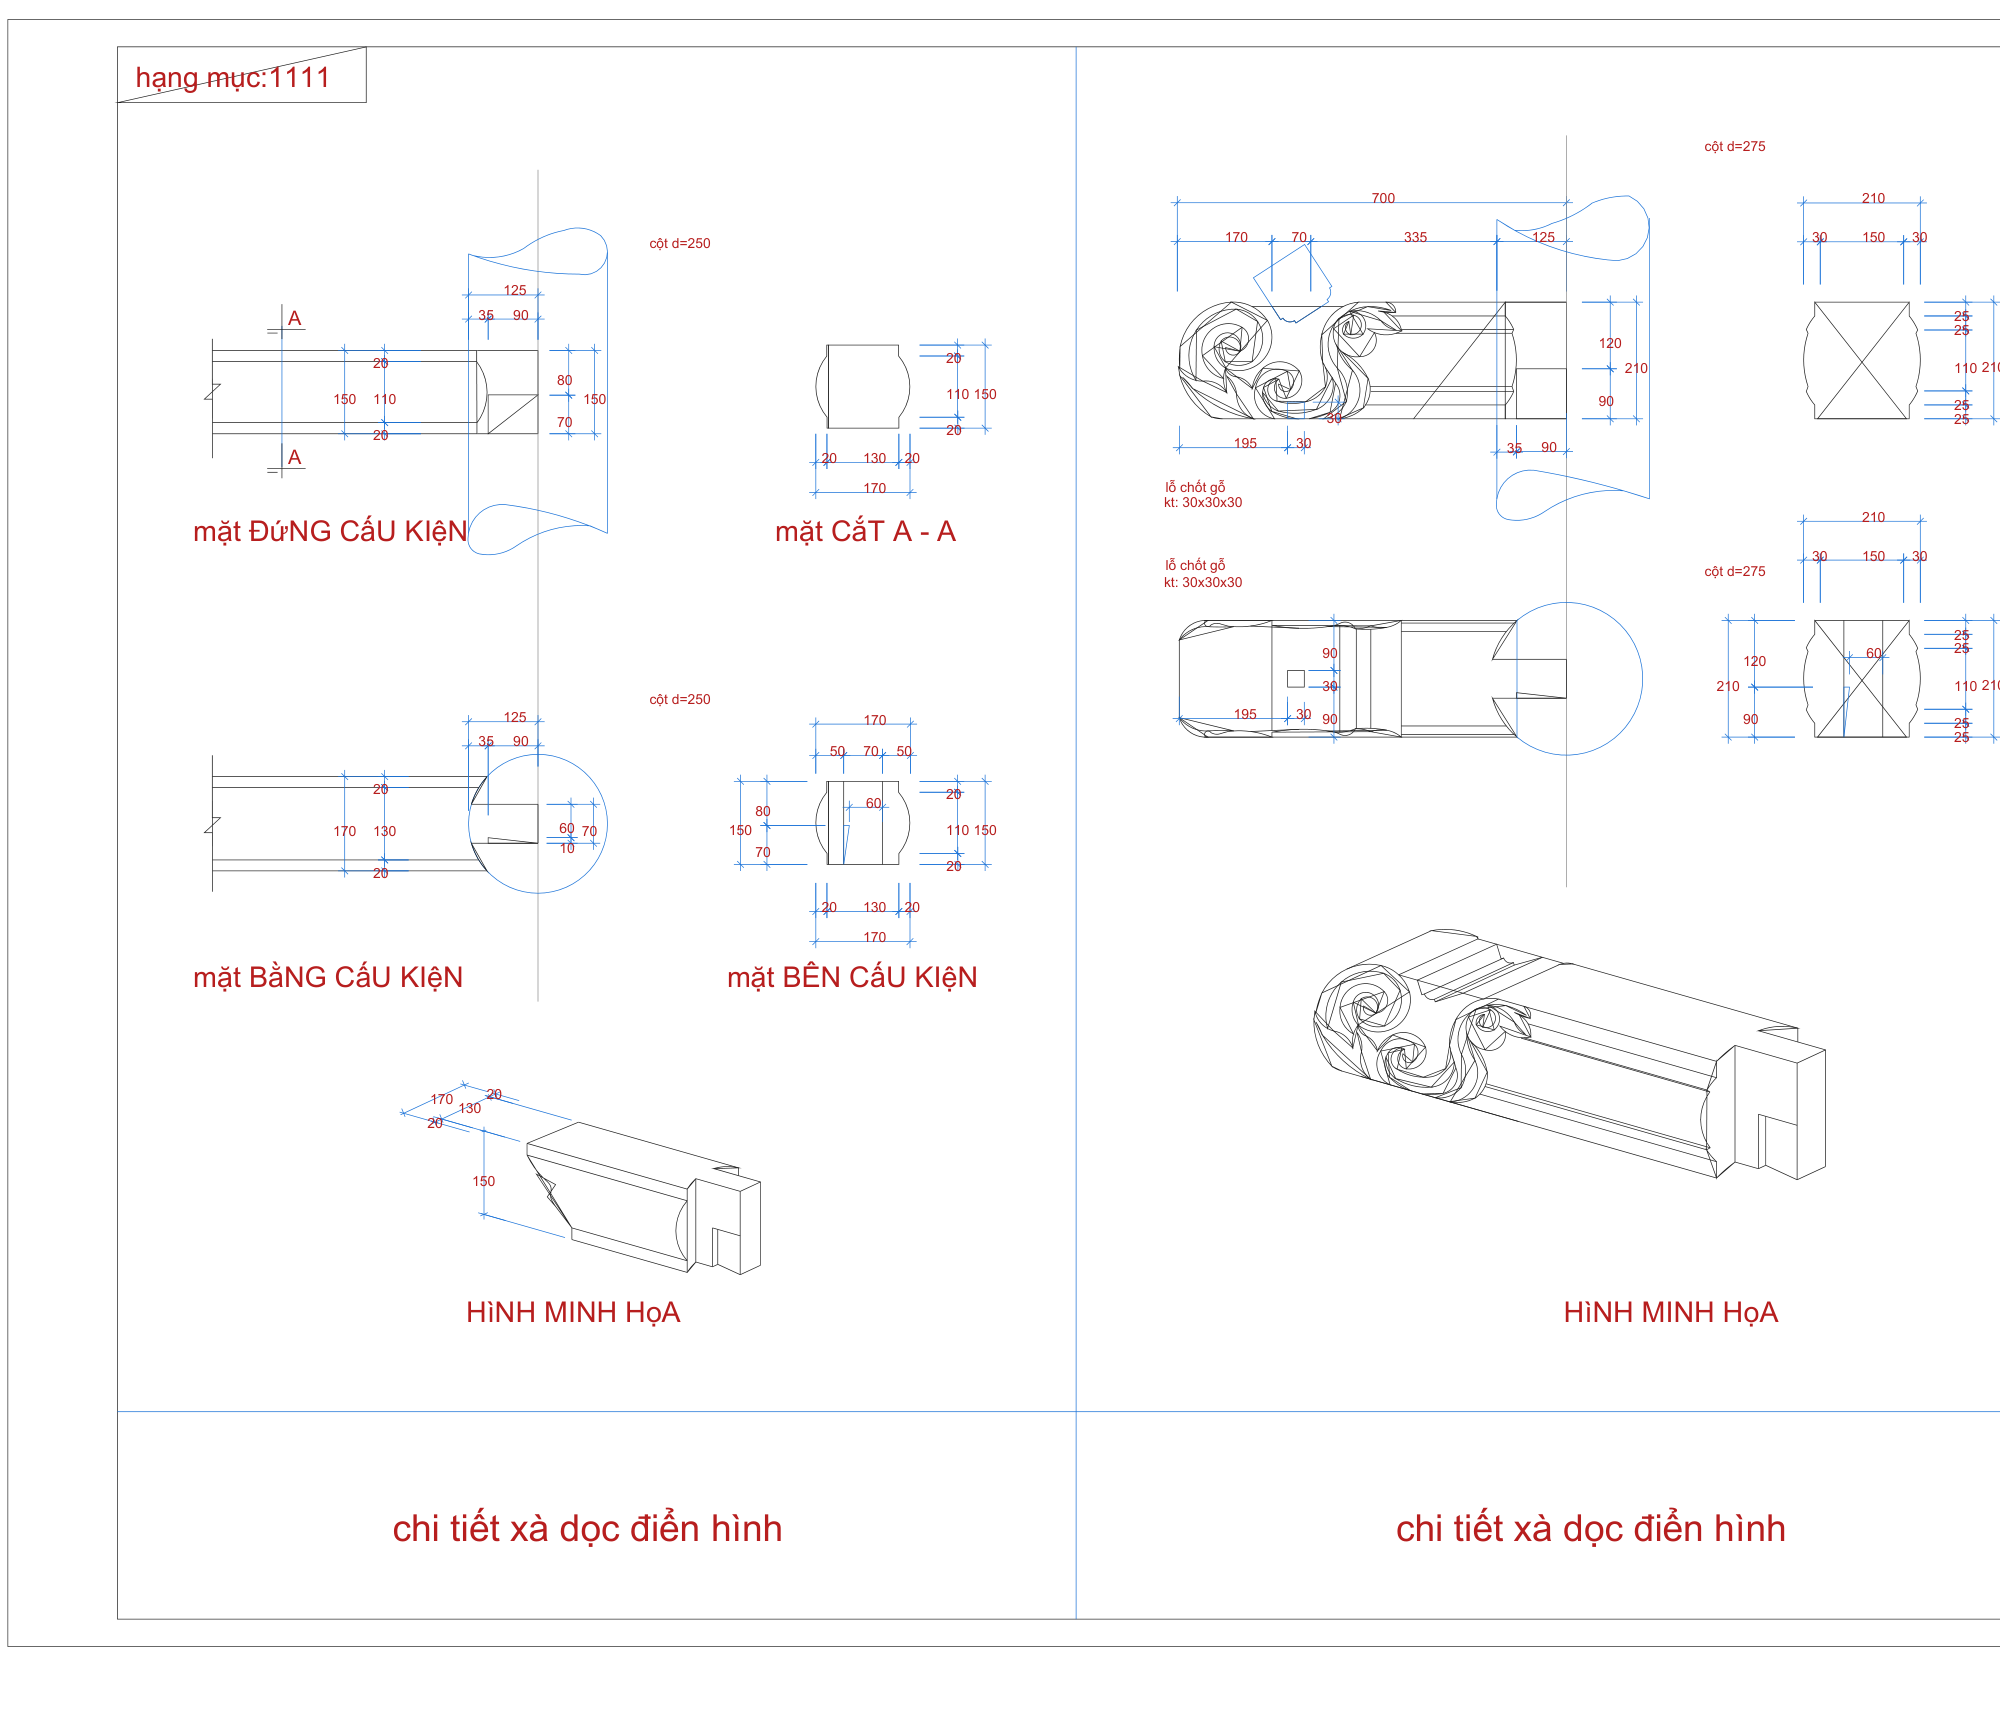 hạng mục:1111
cột d=250
125
35 90
A
20
150 110
20
80
150
70
A
mặt ĐứNG CấU KIệN
20
110 150
20
20 130 20
170
mặt CắT A - A
cột d=250
125
35 90
20
170 130
20
60 70
10
mặt BằNG CấU KIệN
170
50 70 50
80
150
70
60
20
110 150
20
20 130 20
170
mặt BÊN CấU KIệN
170 130 20
20
150
HìNH MINH HọA
chi tiết xà dọc điển hình
cột d=275
700
170 70 335 125
120
210
90
30
195 30
35 90
lỗ chốt gỗ
kt: 30x30x30
210
30 150 30
25
25
110 210
25
25
lỗ chốt gỗ
kt: 30x30x30
cột d=275
90
30
90
195 30
210
30 150 30
120
210
90
60
25
25
110 210
25
25
HìNH MINH HọA
chi tiết xà dọc điển hình